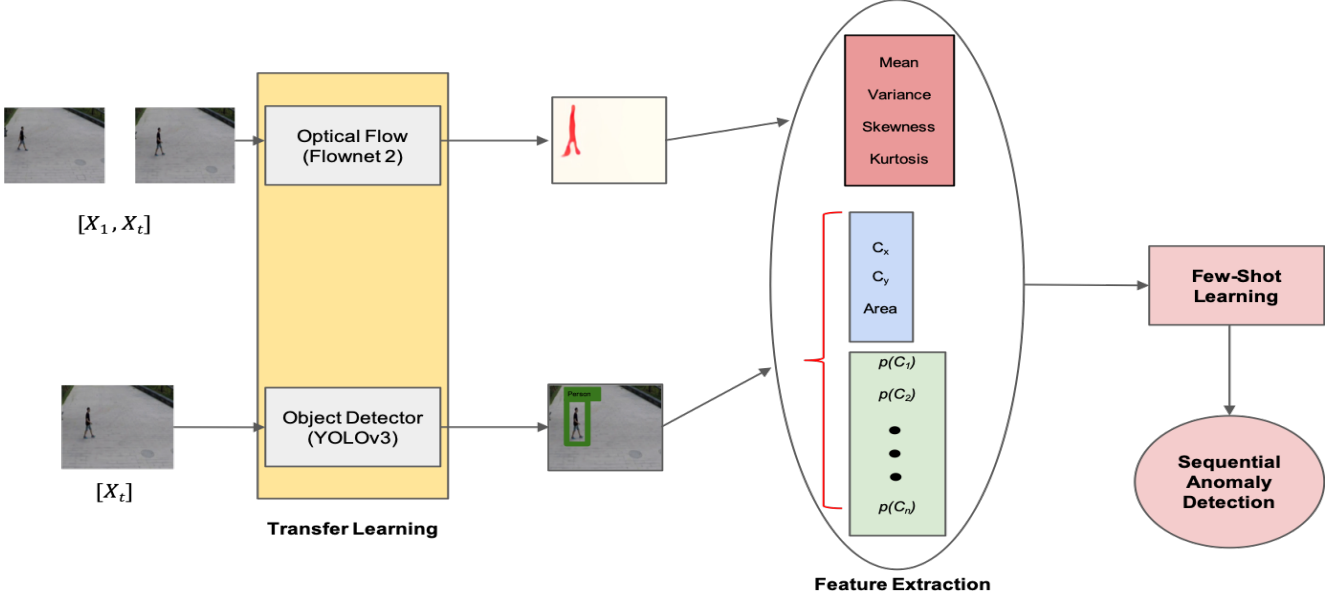 [X₁, Xₜ]
Optical Flow
(Flownet 2)
Mean
Variance
Skewness
Kurtosis
Cₓ
Cᵧ
Area
p(C₁)
p(C₂)
p(Cₙ)
[Xₜ]
Object Detector
(YOLOv3)
Person
Transfer Learning
Feature Extraction
Few-Shot
Learning
Sequential
Anomaly
Detection